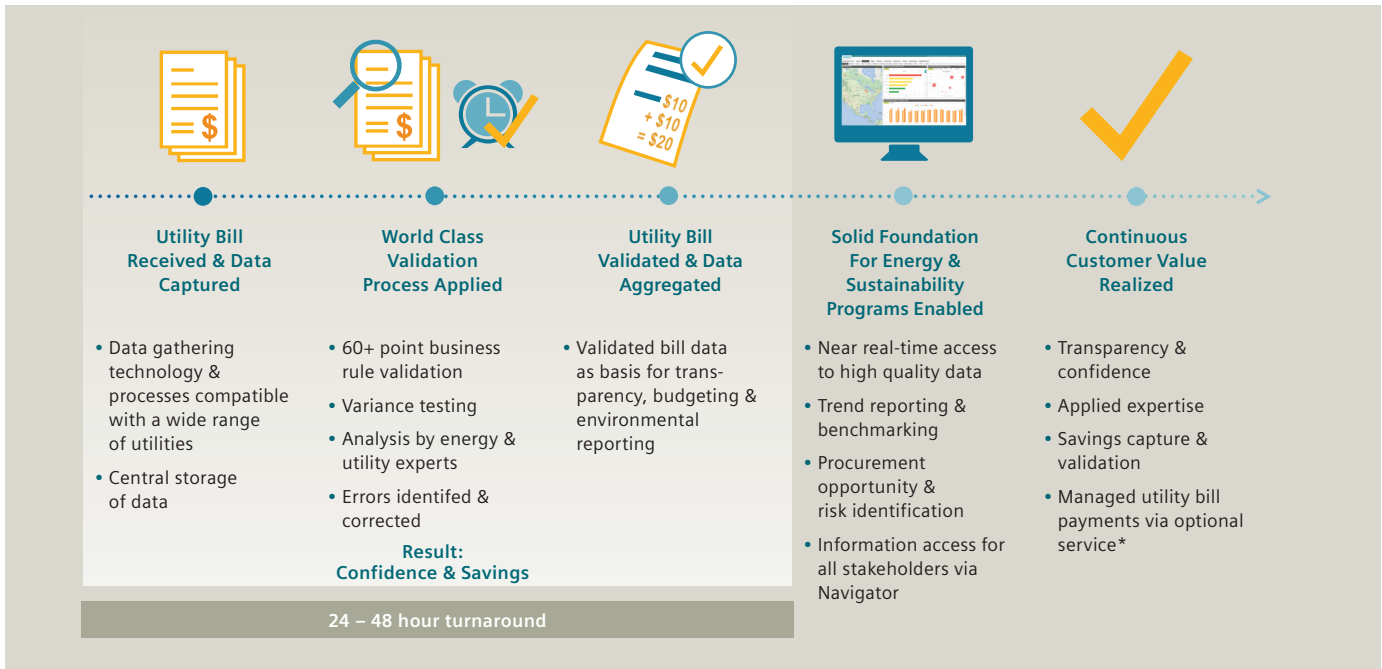 $
$
$10
+ $10
= $20
Utility Bill
Received & Data
Captured
• Data gathering
technology &
processes compatible
with a wide range
of utilities
• Central storage
of data
World Class
Validation
Process Applied
• 60+ point business
rule validation
• Variance testing
• Analysis by energy &
utility experts
• Errors identifed &
corrected
Result:
Confidence & Savings
Utility Bill
Validated & Data
Aggregated
• Validated bill data
as basis for trans-
parency, budgeting &
environmental
reporting
24 – 48 hour turnaround
Solid Foundation
For Energy &
Sustainability
Programs Enabled
• Near real-time access
to high quality data
• Trend reporting &
benchmarking
• Procurement
opportunity &
risk identification
• Information access for
all stakeholders via
Navigator
Continuous
Customer Value
Realized
• Transparency &
confidence
• Applied expertise
• Savings capture &
validation
• Managed utility bill
payments via optional
service*